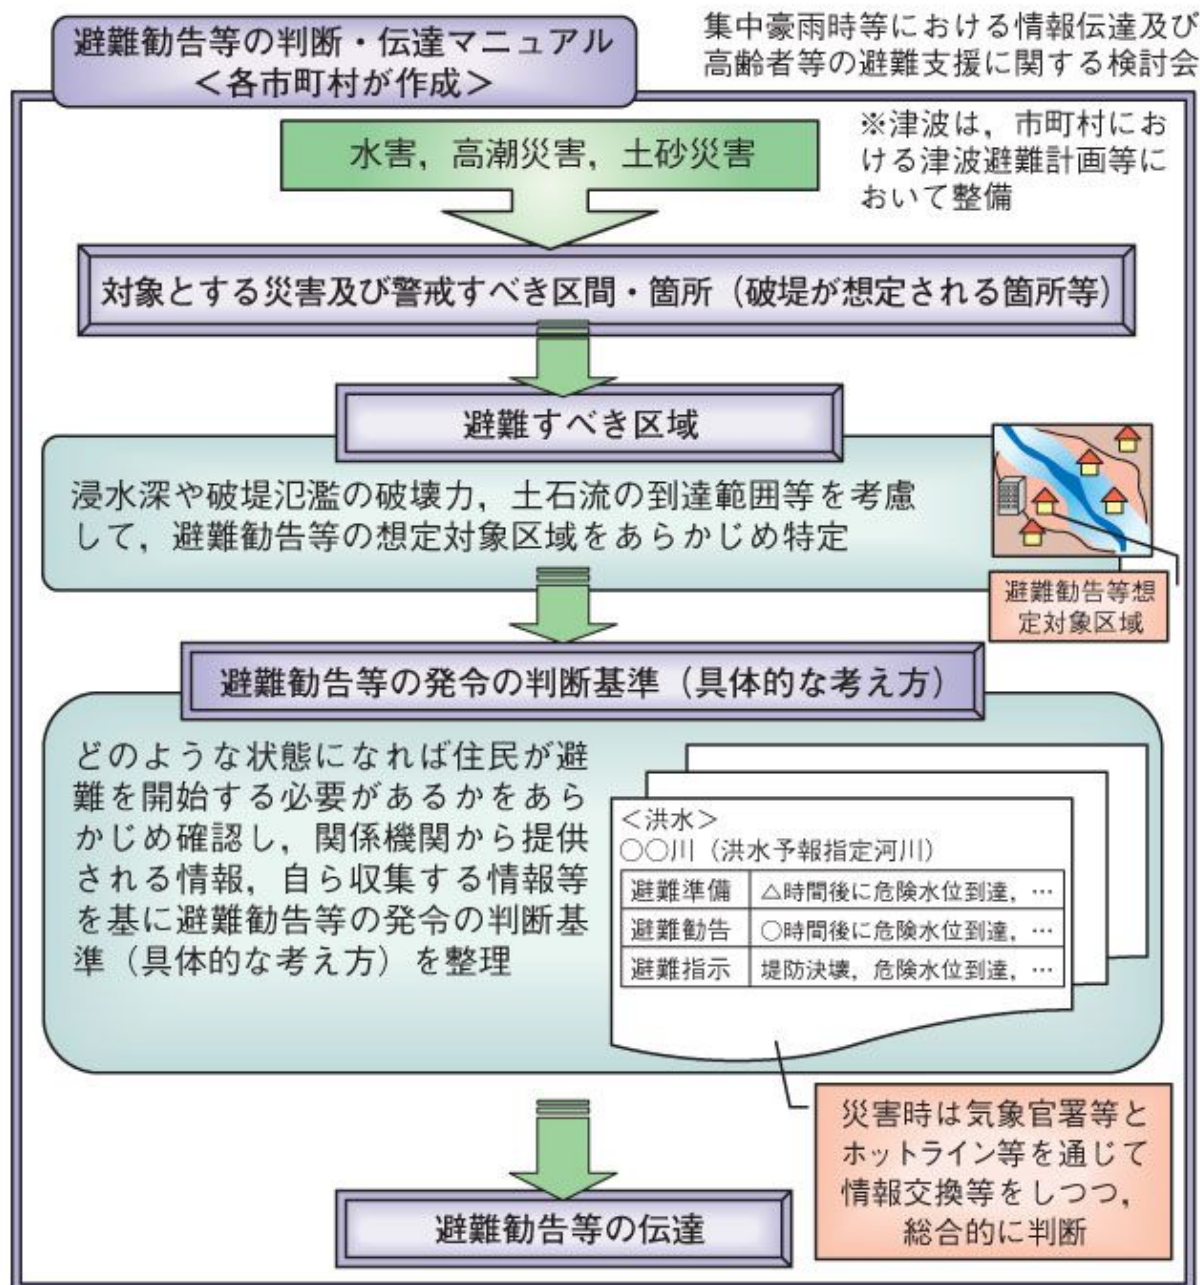 避難勧告等の判断・伝達マニュアル
＜各市町村が作成＞
集中豪雨時等における情報伝達及び
高齢者等の避難支援に関する検討会
水害，高潮災害，土砂災害
※津波は，市町村にお
ける津波避難計画等に
おいて整備
対象とする災害及び警戒すべき区間・箇所（破堤が想定される箇所等）
避難すべき区域
浸水深や破堤氾濫の破壊力，土石流の到達範囲等を考慮
して，避難勧告等の想定対象区域をあらかじめ特定
避難勧告等想
定対象区域
避難勧告等の発令の判断基準（具体的な考え方）
どのような状態になれば住民が避
難を開始する必要があるかをあら
かじめ確認し，関係機関から提供
される情報，自ら収集する情報等
を基に避難勧告等の発令の判断基
準（具体的な考え方）を整理
＜洪水＞
○○川（洪水予報指定河川）
避難準備 △時間後に危険水位到達，…
避難勧告 ○時間後に危険水位到達，…
避難指示 堤防決壊，危険水位到達，…
災害時は気象官署等と
ホットライン等を通じて
情報交換等をしつつ，
総合的に判断
避難勧告等の伝達